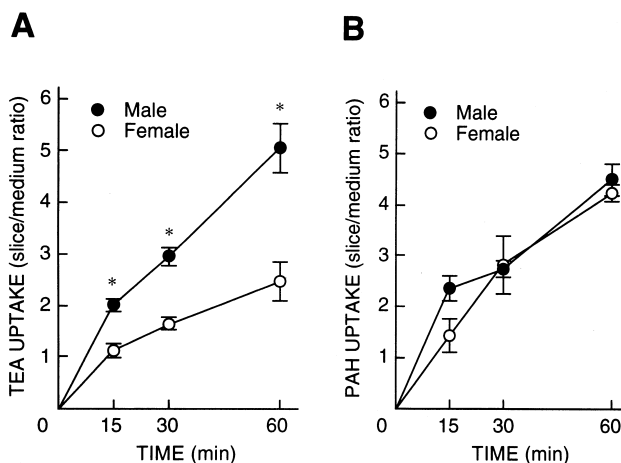 A
TEA UPTAKE (slice/medium ratio)
6
5
4
3
2
1
0
Male
Female
*
*
*
15
30
60
TIME (min)
B
PAH UPTAKE (slice/medium ratio)
6
5
4
3
2
1
0
Male
Female
15
30
60
TIME (min)